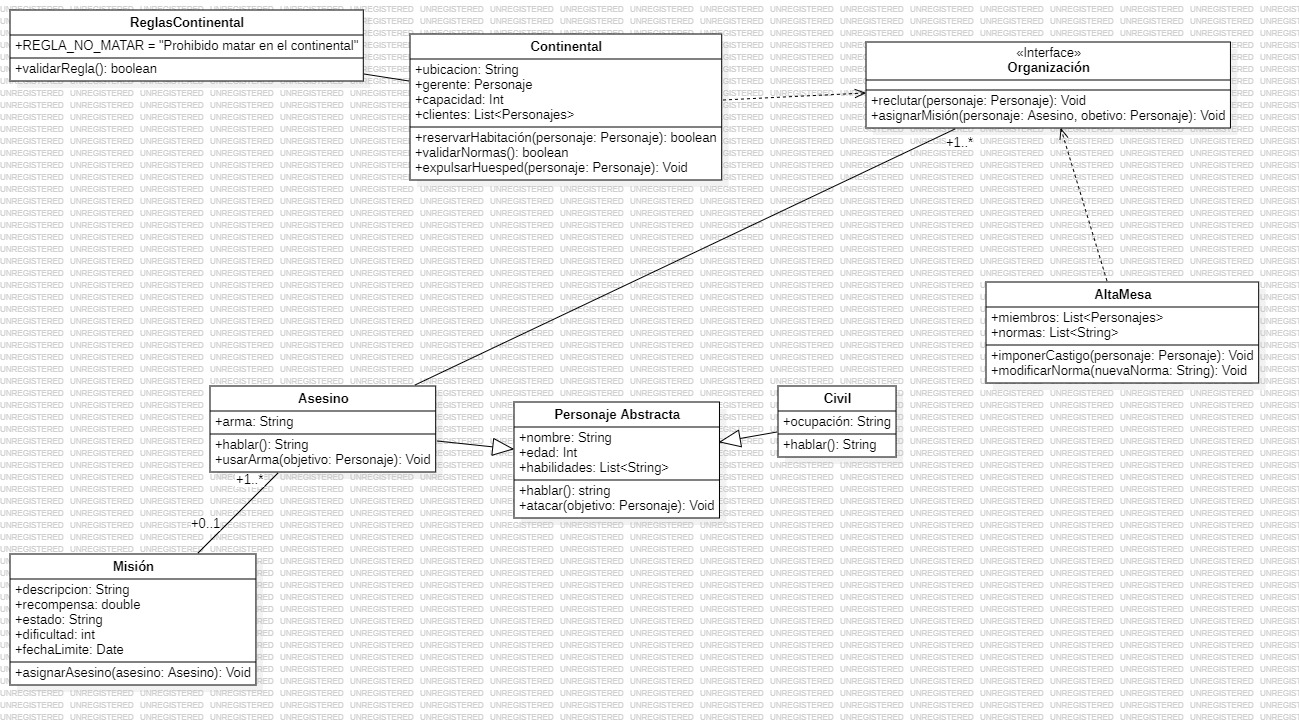 ReglasContinental
+REGLA_NO_MATAR = "Prohibido matar en el continental"
+validarRegla(): boolean
Continental
+ubicacion: String
+gerente: Personaje
+capacidad: Int
+clientes: List<Personajes>
+reservarHabitación(personaje: Personaje): boolean
+validarNormas(): boolean
+expulsarHuesped(personaje: Personaje): Void
«Interface»
Organización
+reclutar(personaje: Personaje): Void
+asignarMisión(personaje: Asesino, obetivo: Personaje): Void
+1..*
AltaMesa
+miembros: List<Personajes>
+normas: List<String>
+imponerCastigo(personaje: Personaje): Void
+modificarNorma(nuevaNorma: String): Void
Asesino
+arma: String
+hablar(): String
+usarArma(objetivo: Personaje): Void
+1..*
+0..1
Personaje Abstracta
+nombre: String
+edad: Int
+habilidades: List<String>
+hablar(): string
+atacar(objetivo: Personaje): Void
Civil
+ocupación: String
+hablar(): String
Misión
+descripcion: String
+recompensa: double
+estado: String
+dificultad: int
+fechaLimite: Date
+asignarAsesino(asesino: Asesino): Void
UNREGISTERED